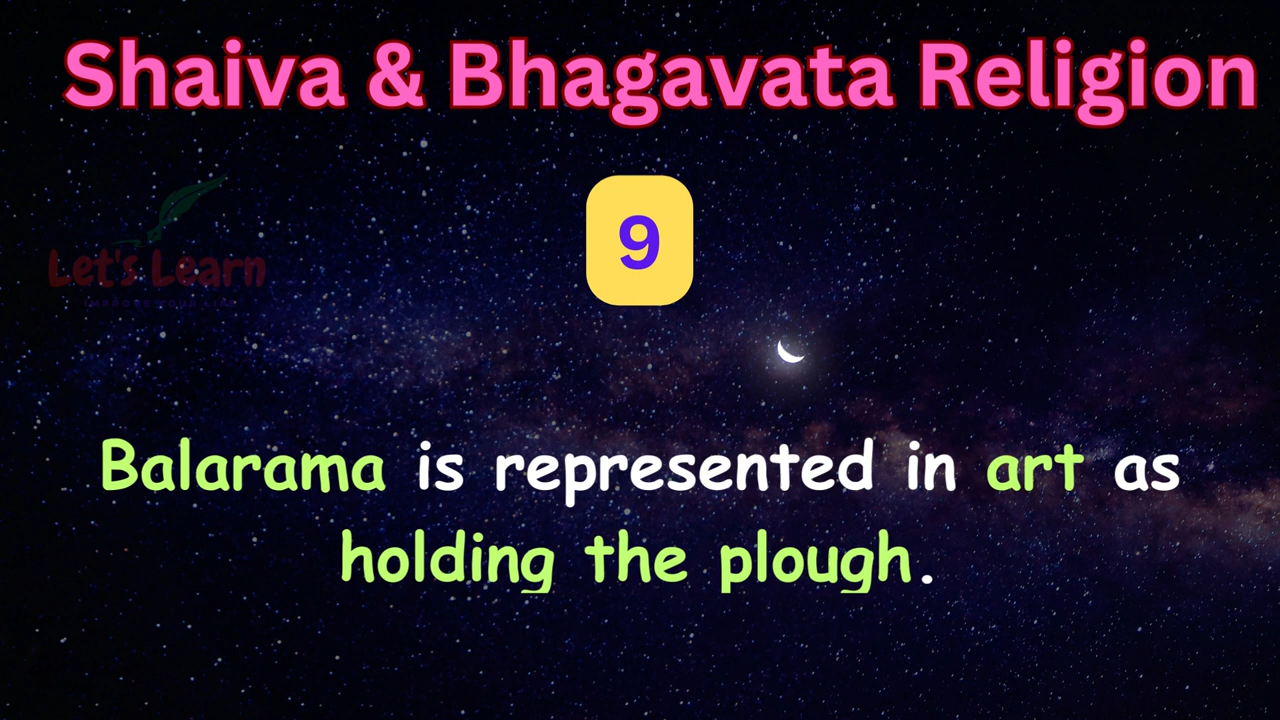 Shaiva & Bhagavata Religion
9
Let's Learn
Balarama is represented in art as
holding the plough.